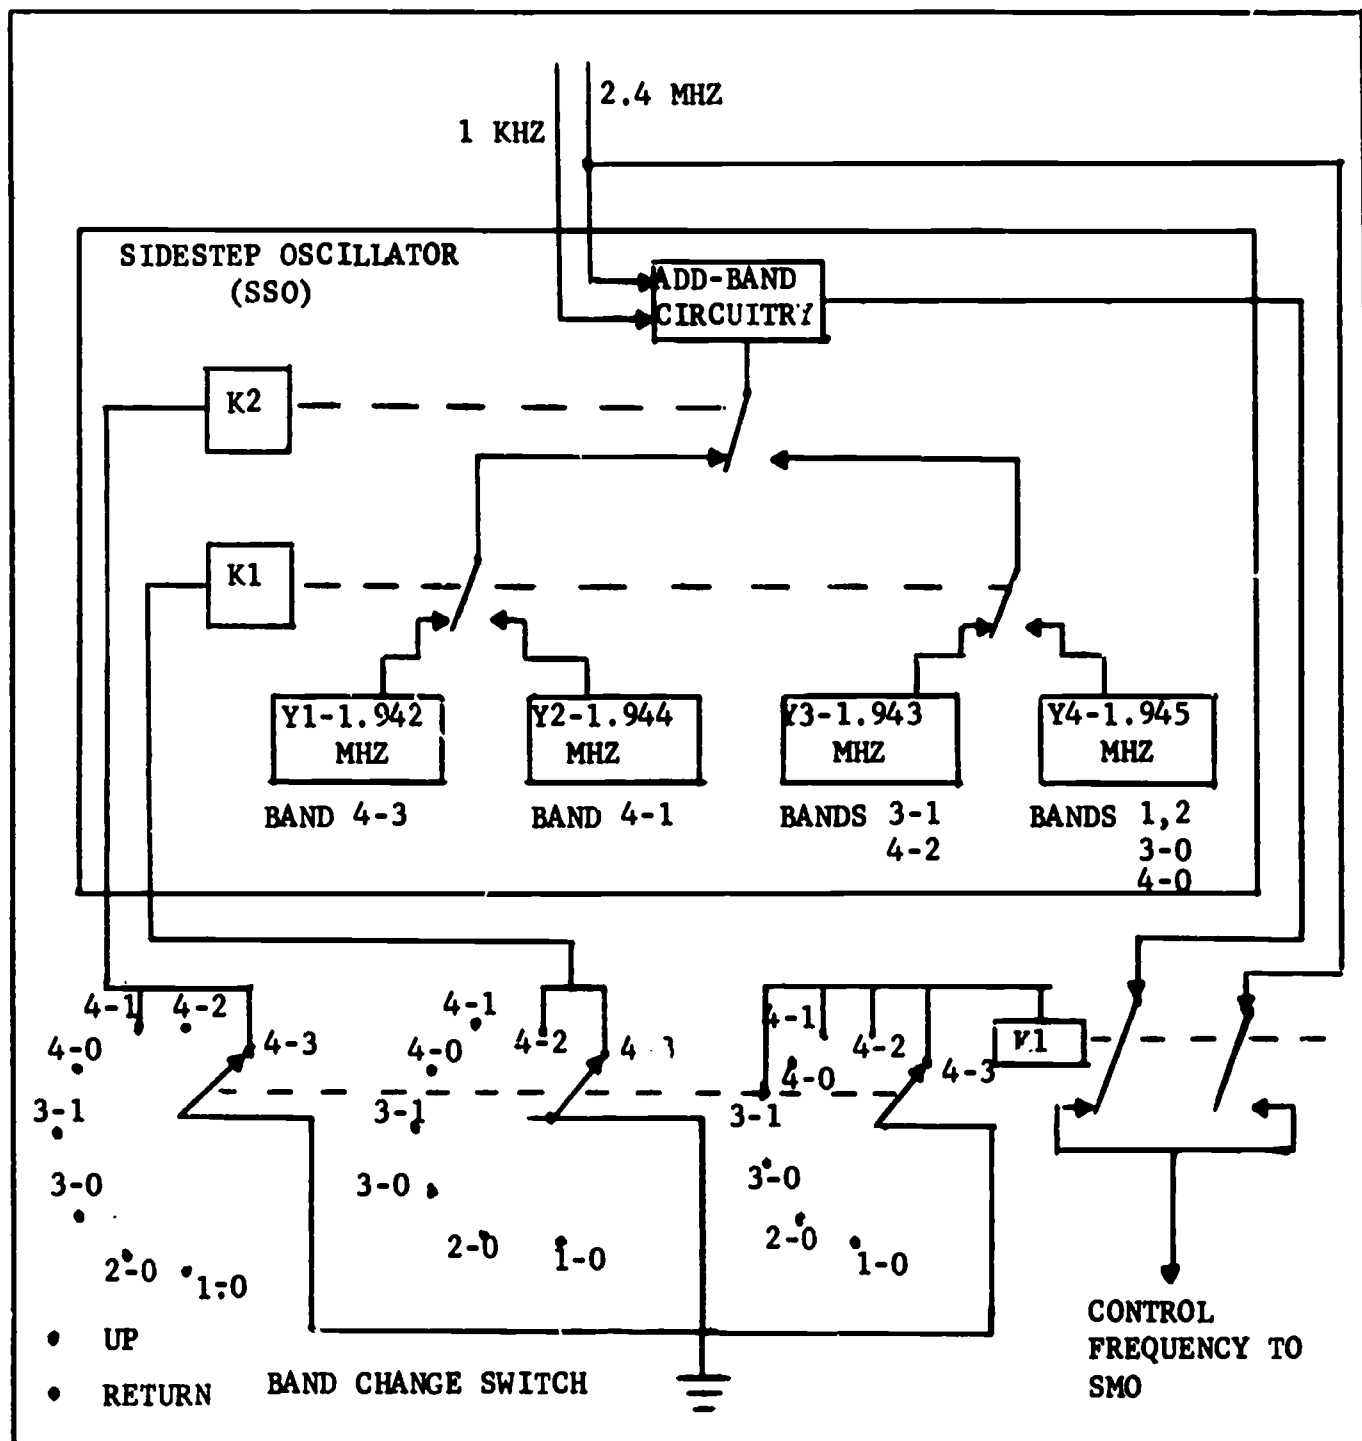 2.4 MHZ
1 KHZ
SIDESTEP OSCILLATOR
(SSO)
ADD-BAND
CIRCUITRY
K2
K1
Y1-1.942
MHZ
Y2-1.944
MHZ
Y3-1.943
MHZ
Y4-1.945
MHZ
BAND 4-3
BAND 4-1
BANDS 3-1
4-2
BANDS 1,2
3-0
4-0
4-1
4-2
4-0
4-3
3-1
3-0
2-0
1-0
4-1
4-2
4-0
3-1
3-0
2-0
1-0
4-1
4-2
4-0
4-3
3-1
3-0
2-0
1-0
UP
RETURN
BAND CHANGE SWITCH
CONTROL
FREQUENCY TO
SMO